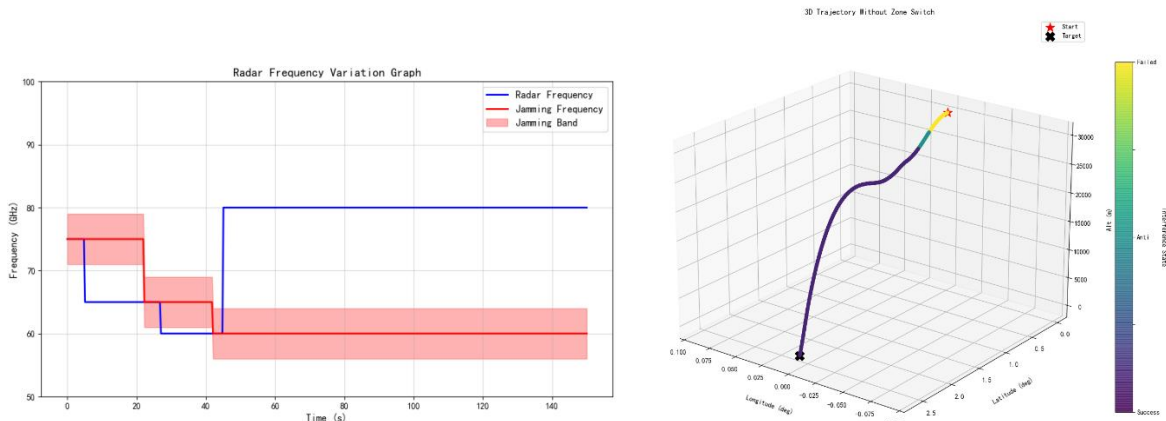 Radar Frequency Variation Graph
Radar Frequency
Jamming Frequency
Jamming Band
Frequency (GHz)
100
90
80
70
60
50
0
20
40
60
80
100
120
140
Time (s)
3D Trajectory Without Zone Switch
Start
Target
Failed
Anti
Success
Alt (m)
30000
25000
20000
15000
10000
5000
0
0.100
0.075
0.050
0.025
0.000
-0.025
-0.050
-0.075
Longitude (deg)
0.0
0.5
1.0
1.5
2.0
2.5
Latitude (deg)